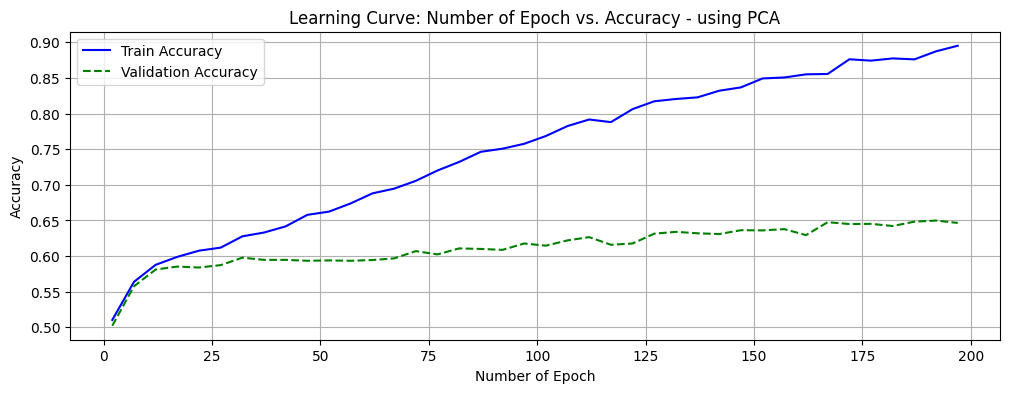 Learning Curve: Number of Epoch vs. Accuracy - using PCA
Train Accuracy
Validation Accuracy
Accuracy
0.90
0.85
0.80
0.75
0.70
0.65
0.60
0.55
0.50
0 25 50 75 100 125 150 175 200
Number of Epoch